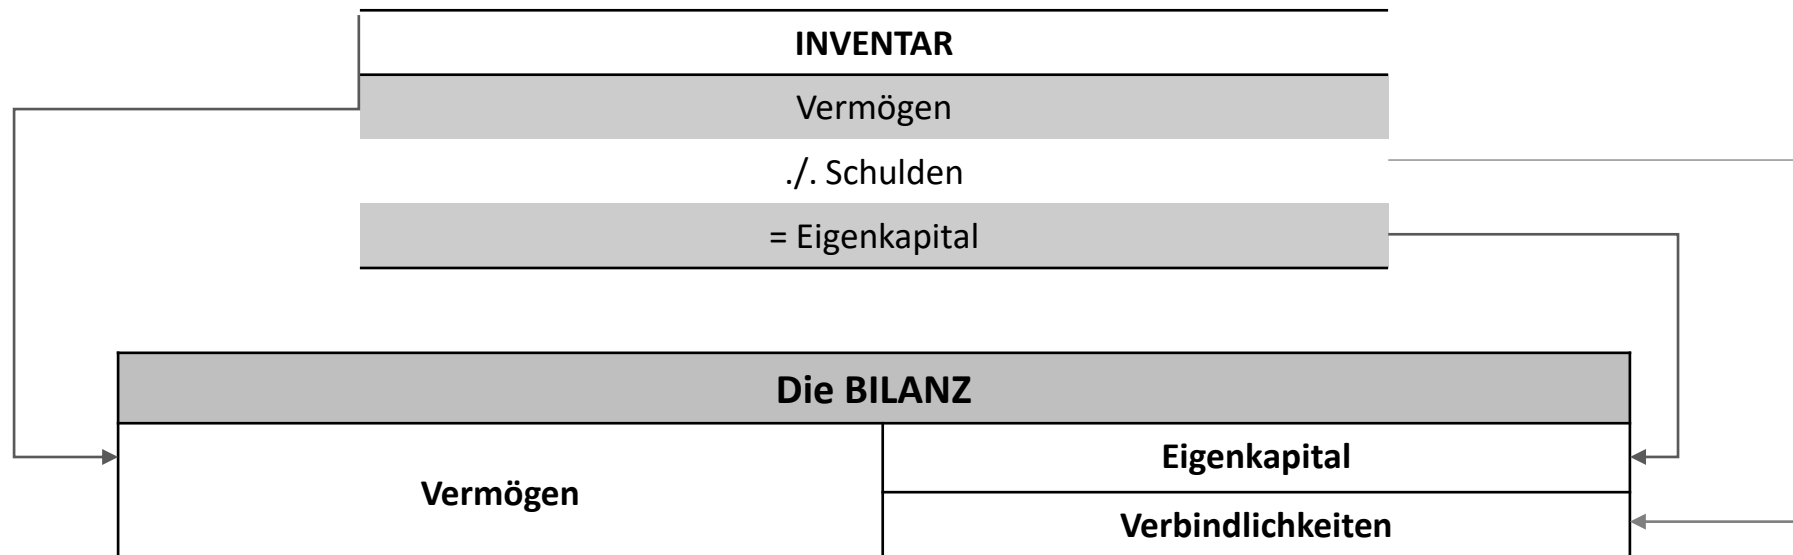 INVENTAR
Vermögen
./. Schulden
= Eigenkapital
Die BILANZ
Vermögen
Eigenkapital
Verbindlichkeiten